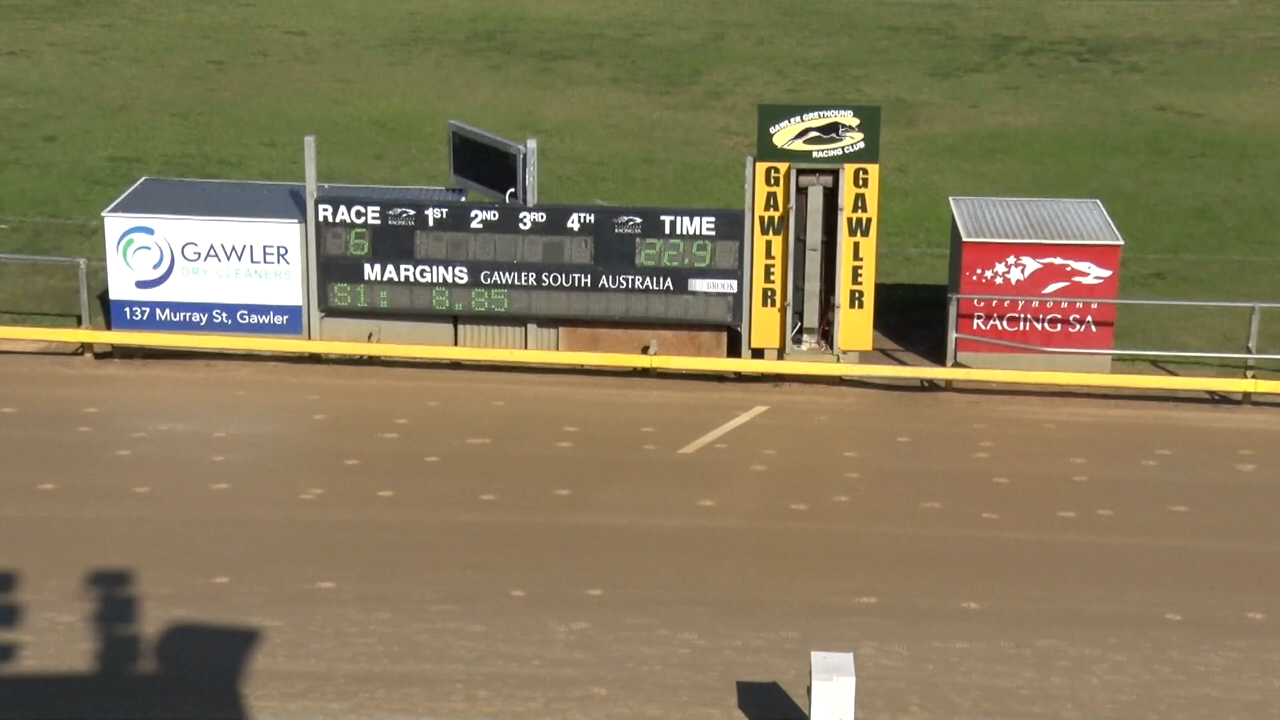 GAWLER GREYHOUND
RACING CLUB
GAWLER
GAWLER
RACE 1ST 2ND 3RD 4TH TIME
6 22.9
MARGINS GAWLER SOUTH AUSTRALIA BROOK
S1: 8.85
GAWLER
DRY CLEANERS
137 Murray St, Gawler
Greyhound
RACING SA